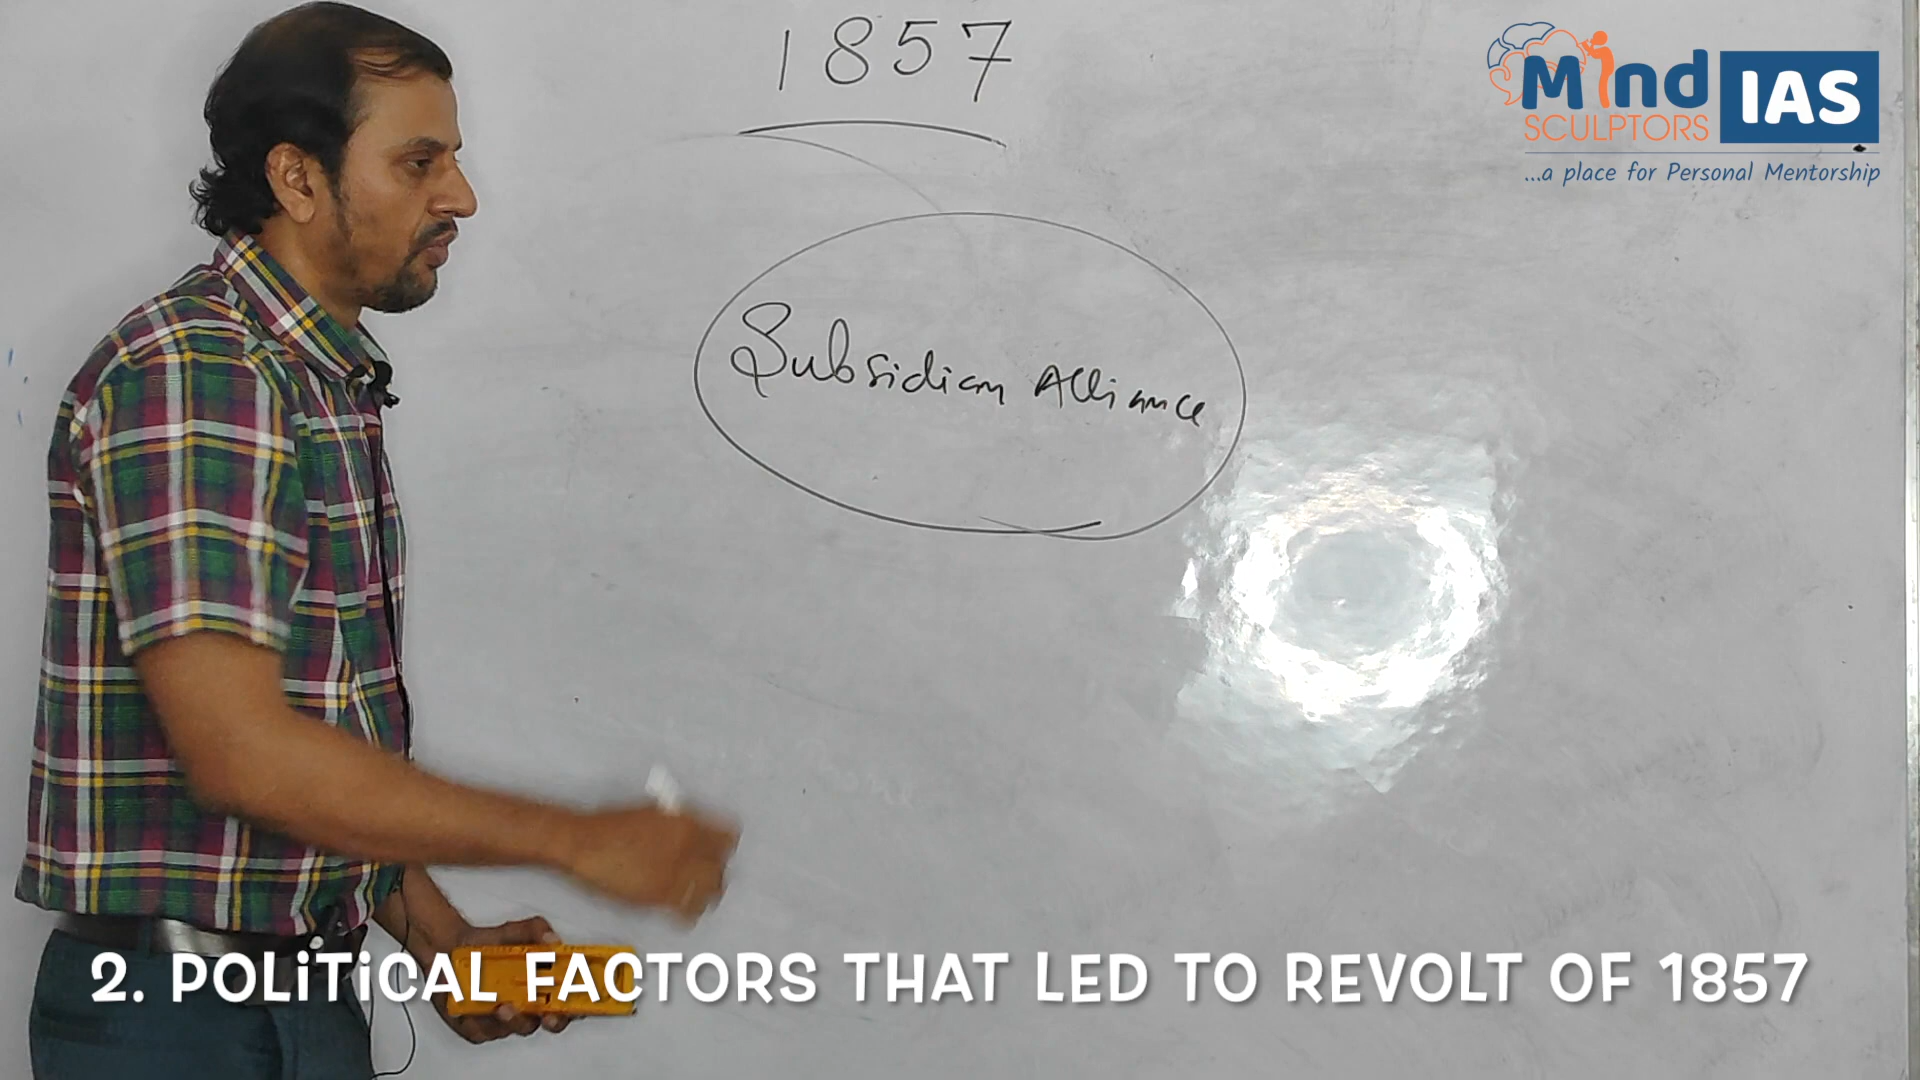 1857
Mind IAS
SCULPTORS
...a place for Personal Mentorship
Subsidiary Alliance
2. POLITICAL FACTORS THAT LED TO REVOLT OF 1857